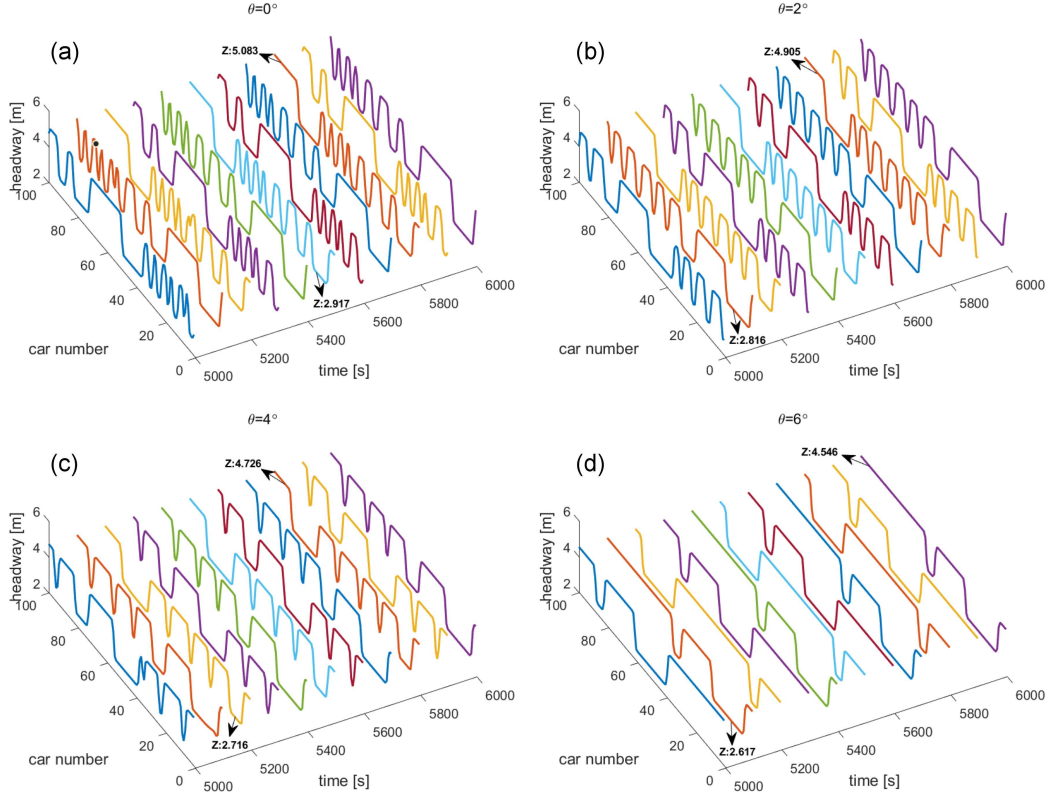 θ=0°
(a)
Z:5.083
headway [m]
6
4
2
100
80
60
40
20
0
car number
Z:2.917
5000
5200
5400
5600
5800
6000
time [s]
θ=2°
(b)
Z:4.905
headway [m]
6
4
2
100
80
60
40
20
0
car number
Z:2.816
5000
5200
5400
5600
5800
6000
time [s]
θ=4°
(c)
Z:4.726
headway [m]
6
4
2
100
80
60
40
20
0
car number
Z:2.716
5000
5200
5400
5600
5800
6000
time [s]
θ=6°
(d)
Z:4.546
headway [m]
6
4
2
100
80
60
40
20
0
car number
Z:2.617
5000
5200
5400
5600
5800
6000
time [s]